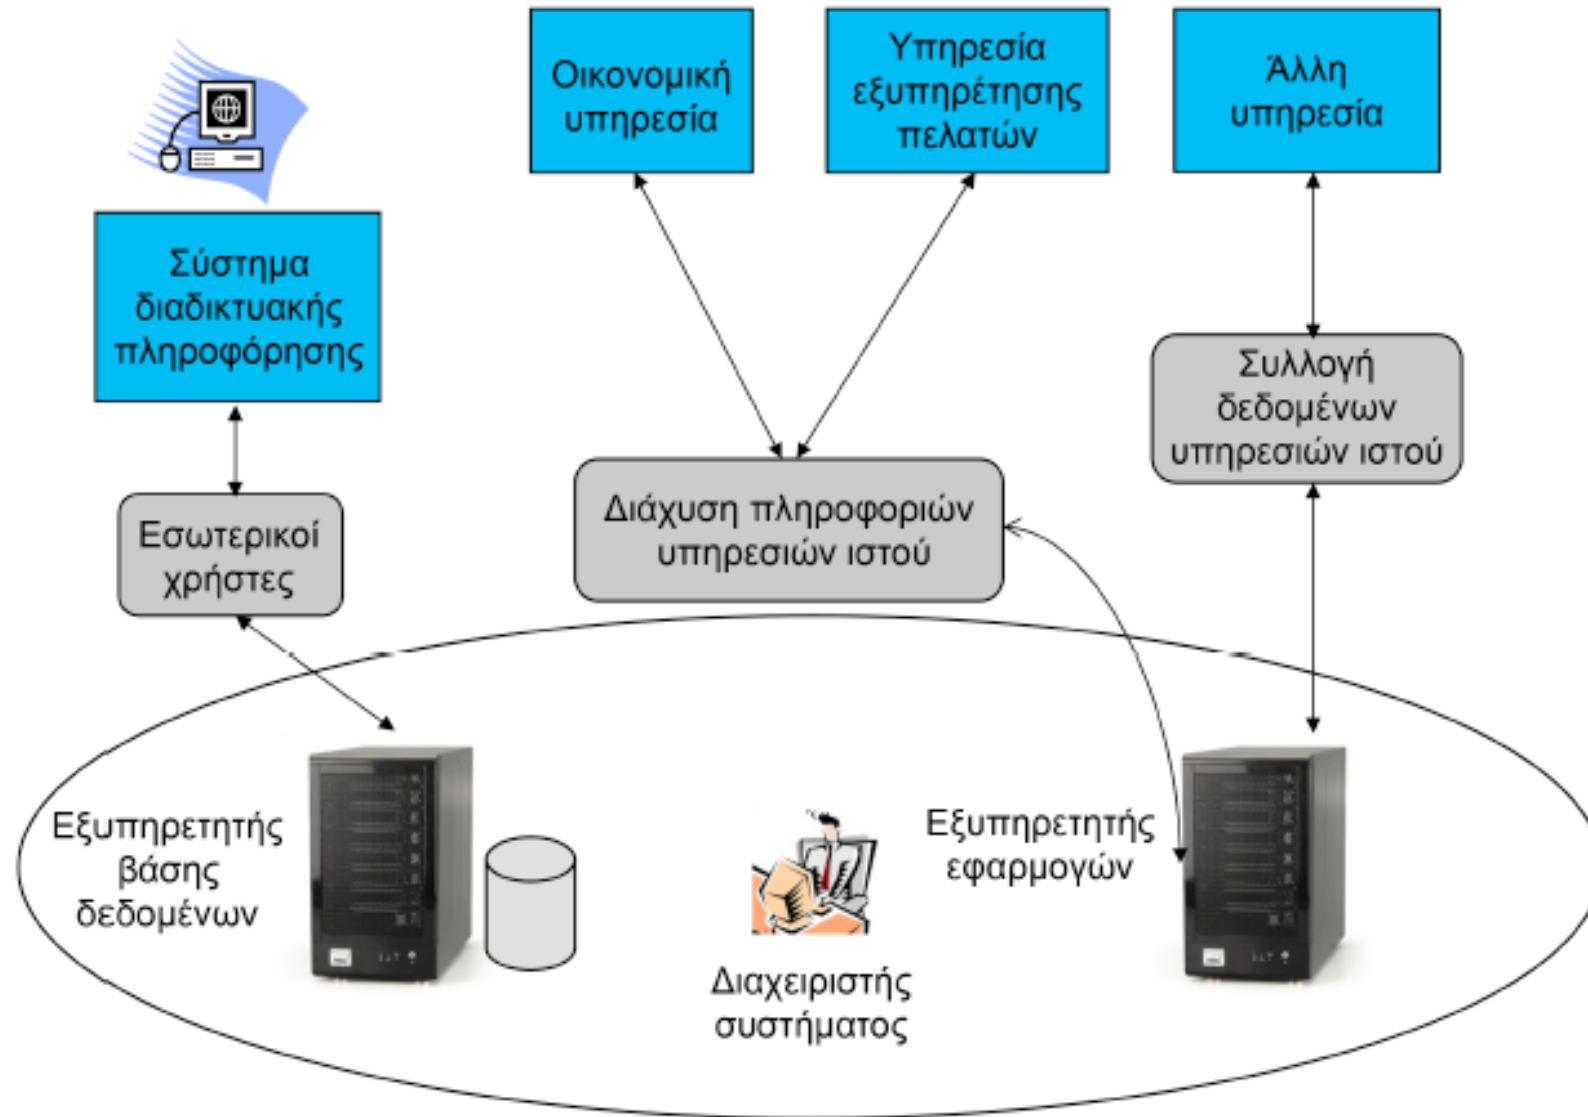 Οικονομική
υπηρεσία
Υπηρεσία
εξυπηρέτησης
πελατών
Άλλη
υπηρεσία
Σύστημα
διαδικτυακής
πληροφόρησης
Συλλογή
δεδομένων
υπηρεσιών ιστού
Εσωτερικοί
χρήστες
Διάχυση πληροφοριών
υπηρεσιών ιστού
Εξυπηρετητής
βάσης
δεδομένων
Εξυπηρετητής
εφαρμογών
Διαχειριστής
συστήματος